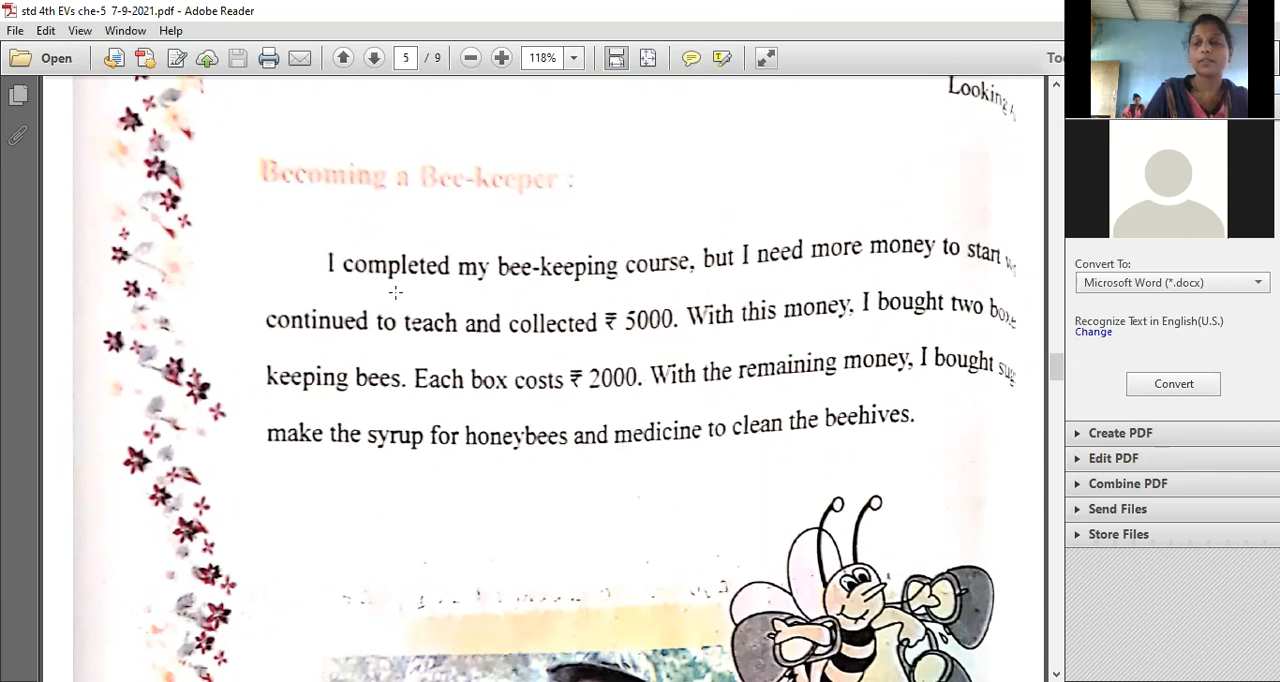 std 4th EVs che-5 7-9-2021.pdf - Adobe Reader
File Edit View Window Help
Open 5 / 9 118%
Looking
Becoming a Bee-keeper :
I completed my bee-keeping course, but I need more money to start
continued to teach and collected ₹ 5000. With this money, I bought two
keeping bees. Each box costs ₹ 2000. With the remaining money, I bought
make the syrup for honeybees and medicine to clean the beehives.
Convert To:
Microsoft Word (*.docx)
Recognize Text in English(U.S.)
Change
Convert
Create PDF
Edit PDF
Combine PDF
Send Files
Store Files